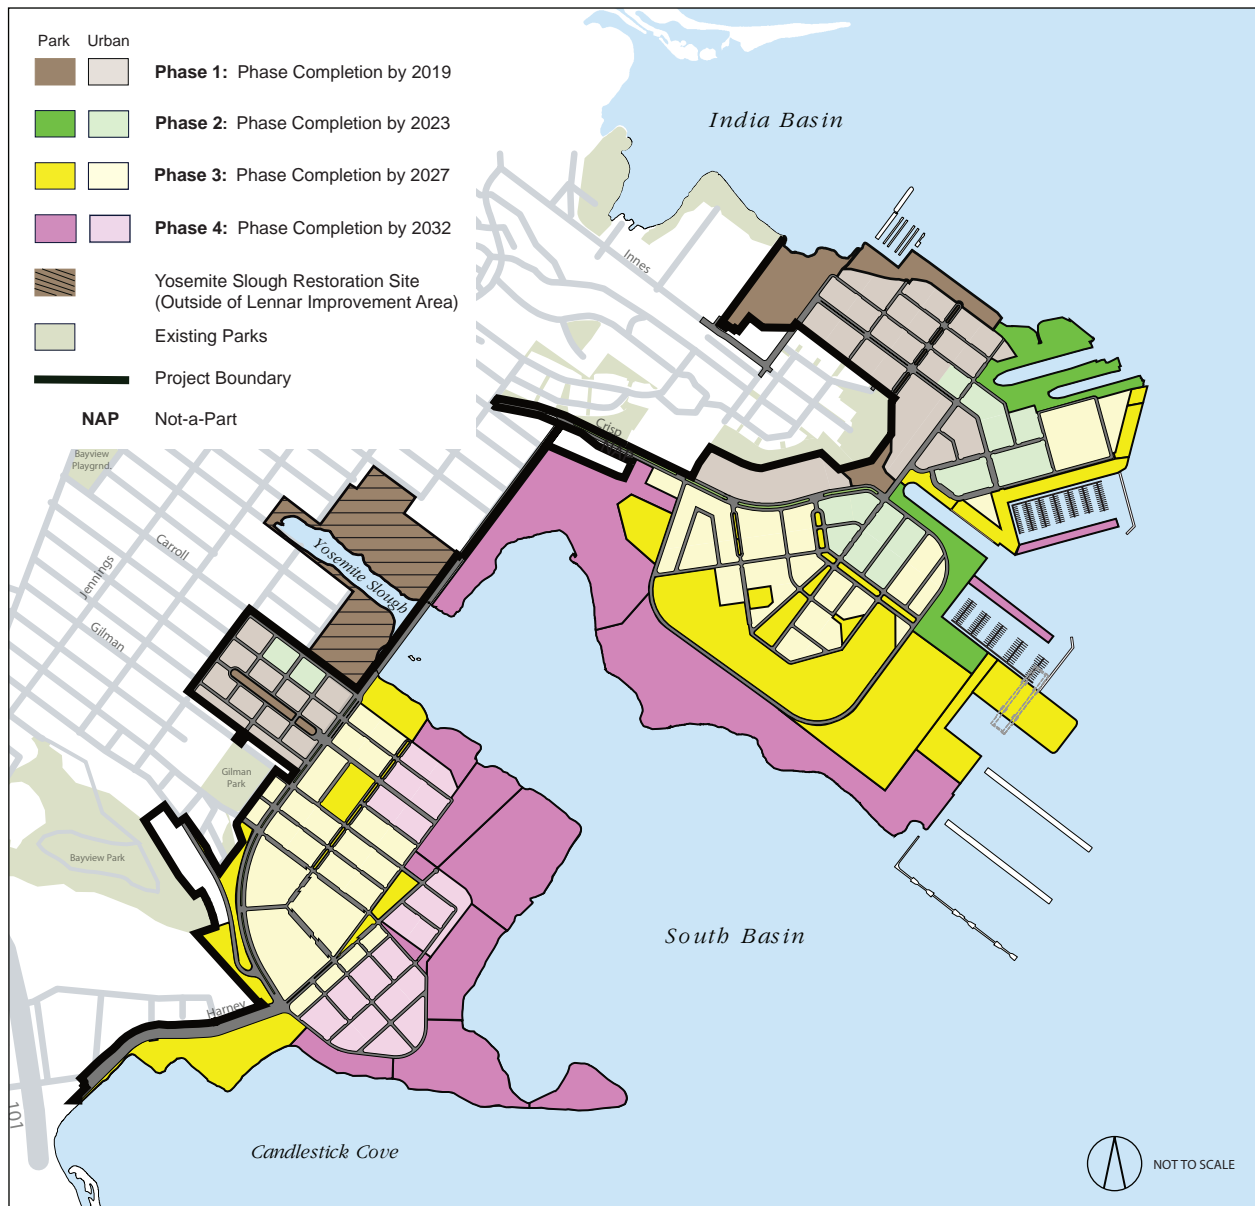 Park Urban
Phase 1: Phase Completion by 2019
Phase 2: Phase Completion by 2023
Phase 3: Phase Completion by 2027
Phase 4: Phase Completion by 2032
Yosemite Slough Restoration Site
(Outside of Lennar Improvement Area)
Existing Parks
Project Boundary
NAP Not-a-Part
India Basin
Innes
Crisp
Bayview
Playgrnd.
Carroll
Jennings
Gilman
Yosemite Slough
Gilman
Park
Bayview Park
South Basin
Harney
101
Candlestick Cove
NOT TO SCALE